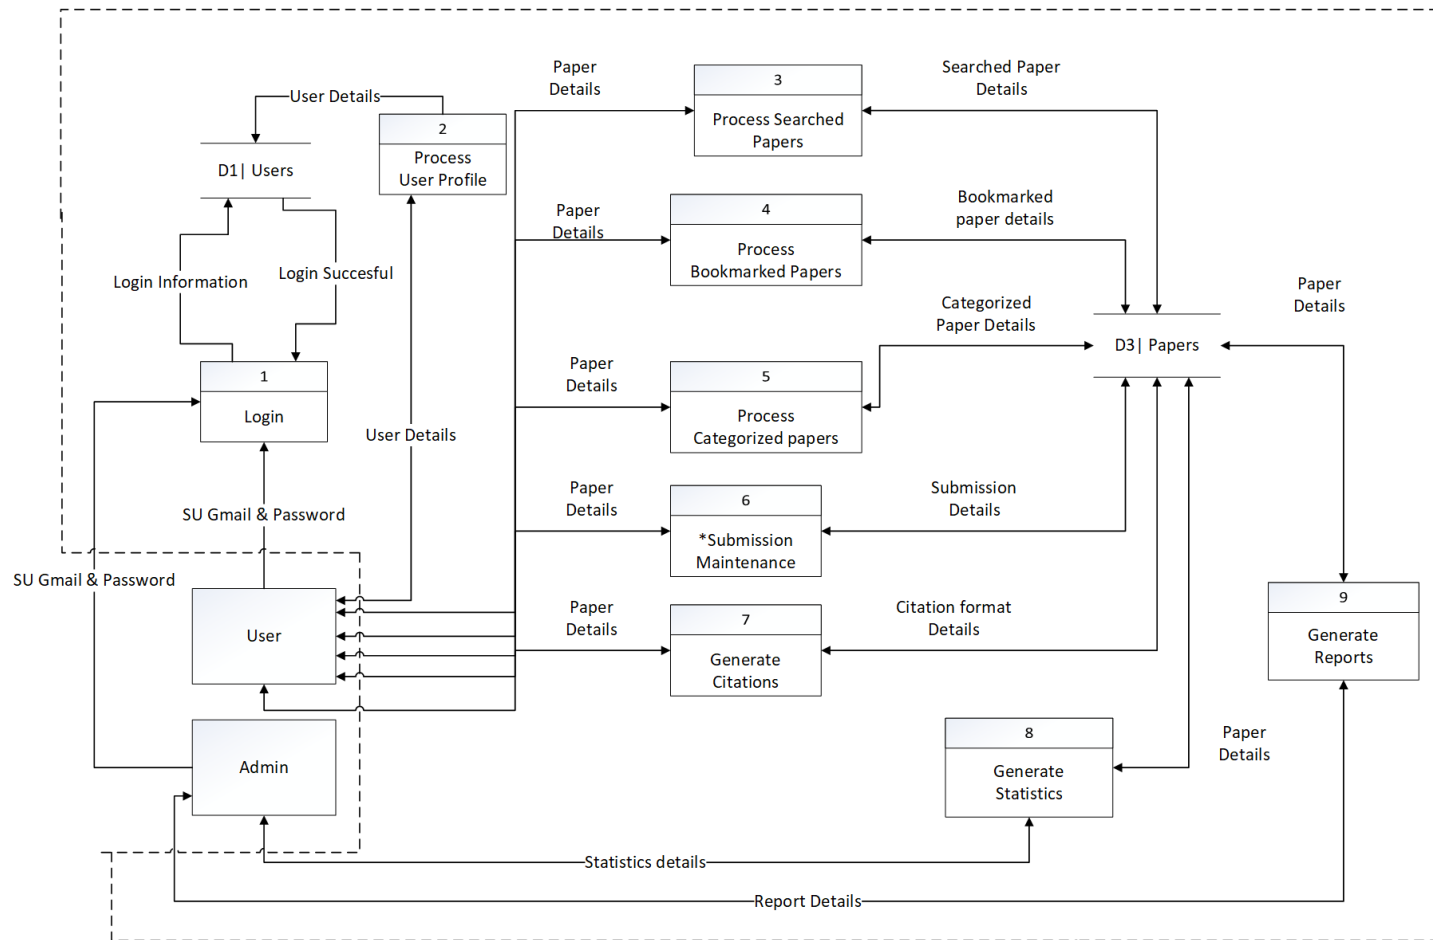 Paper
Details
3
Process Searched
Papers
Searched Paper
Details
User Details
2
Process
User Profile
D1| Users
Paper
Details
4
Process
Bookmarked Papers
Bookmarked
paper details
Login Information
Login Succesful
Paper
Details
Categorized
Paper Details
D3| Papers
1
Login
Paper
Details
5
Process
Categorized papers
User Details
SU Gmail & Password
Paper
Details
6
*Submission
Maintenance
Submission
Details
SU Gmail & Password
User
Paper
Details
7
Generate
Citations
Citation format
Details
9
Generate
Reports
Admin
8
Generate
Statistics
Paper
Details
Statistics details
Report Details